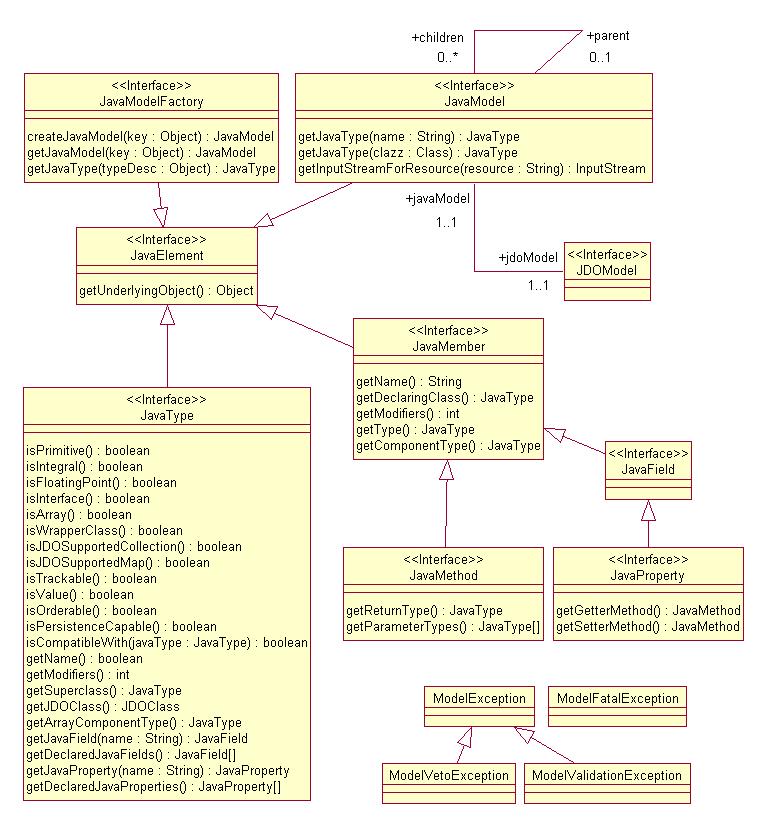 +children
+parent
0..*
0..1
<<Interface>>
JavaModelFactory
createJavaModel(key : Object) : JavaModel
getJavaModel(key : Object) : JavaModel
getJavaType(typeDesc : Object) : JavaType
<<Interface>>
JavaModel
getJavaType(name : String) : JavaType
getJavaType(clazz : Class) : JavaType
getInputStreamForResource(resource : String) : InputStream
+javaModel
1..1
+jdoModel
1..1
<<Interface>>
JDOModel
<<Interface>>
JavaElement
getUnderlyingObject() : Object
<<Interface>>
JavaMember
getName() : String
getDeclaringClass() : JavaType
getModifiers() : int
getType() : JavaType
getComponentType() : JavaType
<<Interface>>
JavaType
isPrimitive() : boolean
isIntegral() : boolean
isFloatingPoint() : boolean
isInterface() : boolean
isArray() : boolean
isWrapperClass() : boolean
isJDOSupportedCollection() : boolean
isJDOSupportedMap() : boolean
isTrackable() : boolean
isValue() : boolean
isOrderable() : boolean
isPersistenceCapable() : boolean
isCompatibleWith(javaType : JavaType) : boolean
getName() : boolean
getModifiers() : int
getSuperclass() : JavaType
getJDOClass() : JDOClass
getArrayComponentType() : JavaType
getJavaField(name : String) : JavaField
getDeclaredJavaFields() : JavaField[]
getJavaProperty(name : String) : JavaProperty
getDeclaredJavaProperties() : JavaProperty[]
<<Interface>>
JavaField
<<Interface>>
JavaMethod
getReturnType() : JavaType
getParameterTypes() : JavaType[]
<<Interface>>
JavaProperty
getGetterMethod() : JavaMethod
getSetterMethod() : JavaMethod
ModelException
ModelFatalException
ModelVetoException
ModelValidationException